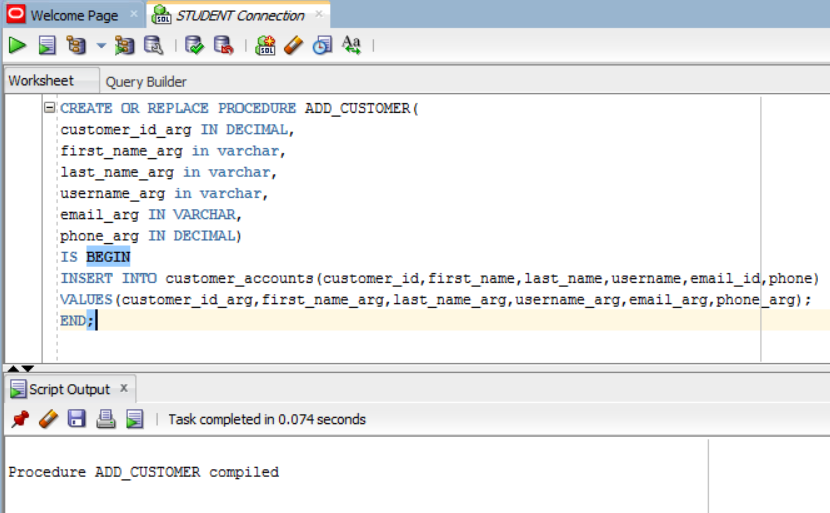 Welcome Page
STUDENT Connection
Worksheet
Query Builder
CREATE OR REPLACE PROCEDURE ADD_CUSTOMER(
customer_id_arg IN DECIMAL,
first_name_arg in varchar,
last_name_arg in varchar,
username_arg in varchar,
email_arg IN VARCHAR,
phone_arg IN DECIMAL)
IS BEGIN
INSERT INTO customer_accounts(customer_id,first_name,last_name,username,email_id,phone)
VALUES(customer_id_arg,first_name_arg,last_name_arg,username_arg,email_arg,phone_arg);
END;
Script Output x
Task completed in 0.074 seconds
Procedure ADD_CUSTOMER compiled